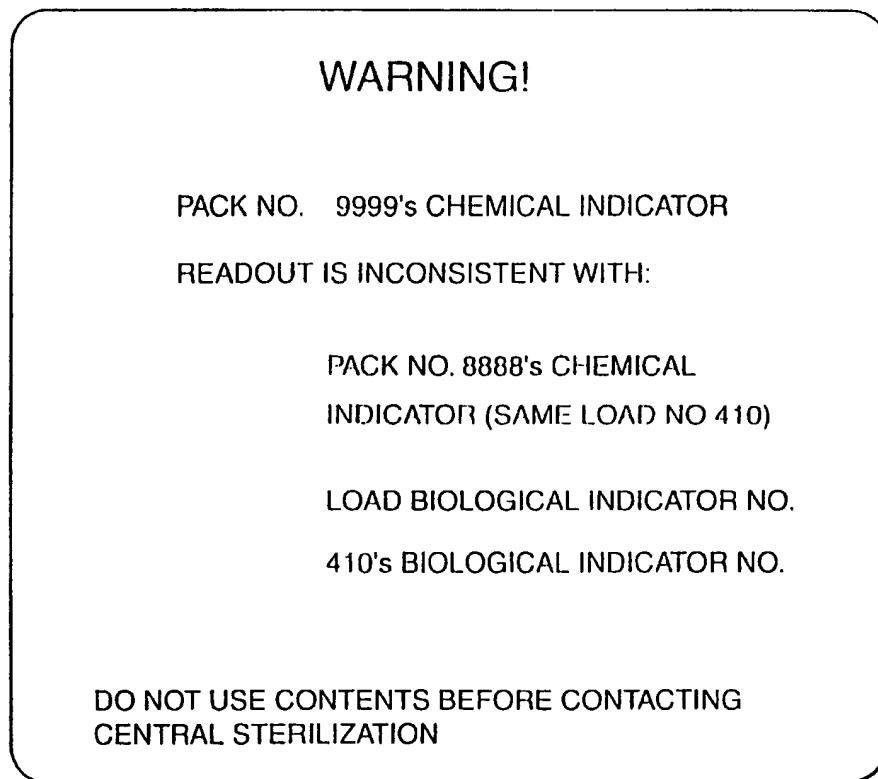 WARNING!
PACK NO. 9999's CHEMICAL INDICATOR
READOUT IS INCONSISTENT WITH:
PACK NO. 8888's CHEMICAL
INDICATOR (SAME LOAD NO 410)
LOAD BIOLOGICAL INDICATOR NO.
410's BIOLOGICAL INDICATOR NO.
DO NOT USE CONTENTS BEFORE CONTACTING
CENTRAL STERILIZATION